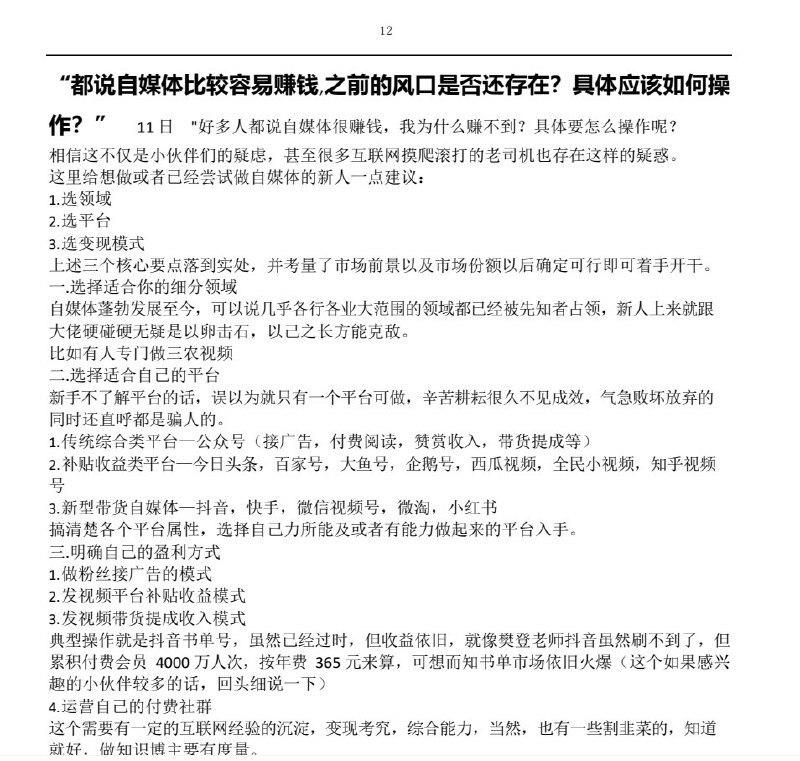 12
“都说自媒体比较容易赚钱,之前的风口是否还存在？具体应该如何操
作？” 11 日 "好多人都说自媒体很赚钱，我为什么赚不到？具体要怎么操作呢？
相信这不仅是小伙伴们的疑虑，甚至很多互联网摸爬滚打的老司机也存在这样的疑惑。
这里给想做或者已经尝试做自媒体的新人一点建议：
1.选领域
2.选平台
3.选变现模式
上述三个核心要点落到实处，并考量了市场前景以及市场份额以后确定可行即可着手开干。
一.选择适合你的细分领域
自媒体蓬勃发展至今，可以说几乎各行各业大范围的领域都已经被先知者占领，新人上来就跟
大佬硬碰硬无疑是以卵击石，以己之长方能克敌。
比如有人专门做三农视频
二.选择适合自己的平台
新手不了解平台的话，误以为就只有一个平台可做，辛苦耕耘很久不见成效，气急败坏放弃的
同时还直呼都是骗人的。
1.传统综合类平台—公众号（接广告，付费阅读，赞赏收入，带货提成等）
2.补贴收益类平台—今日头条，百家号，大鱼号，企鹅号，西瓜视频，全民小视频，知乎视频
号
3.新型带货自媒体—抖音，快手，微信视频号，微淘，小红书
搞清楚各个平台属性，选择自己力所能及或者有能力做起来的平台入手。
三.明确自己的盈利方式
1.做粉丝接广告的模式
2.发视频平台补贴收益模式
3.发视频带货提成收入模式
典型操作就是抖音书单号，虽然已经过时，但收益依旧，就像樊登老师抖音虽然刷不到了，但
累积付费会员 4000 万人次，按年费 365 元来算，可想而知书单市场依旧火爆（这个如果感兴
趣的小伙伴较多的话，回头细说一下）
4.运营自己的付费社群
这个需要有一定的互联网经验的沉淀，变现考究，综合能力，当然，也有一些割韭菜的，知道
就好，做知识博主要有度量。